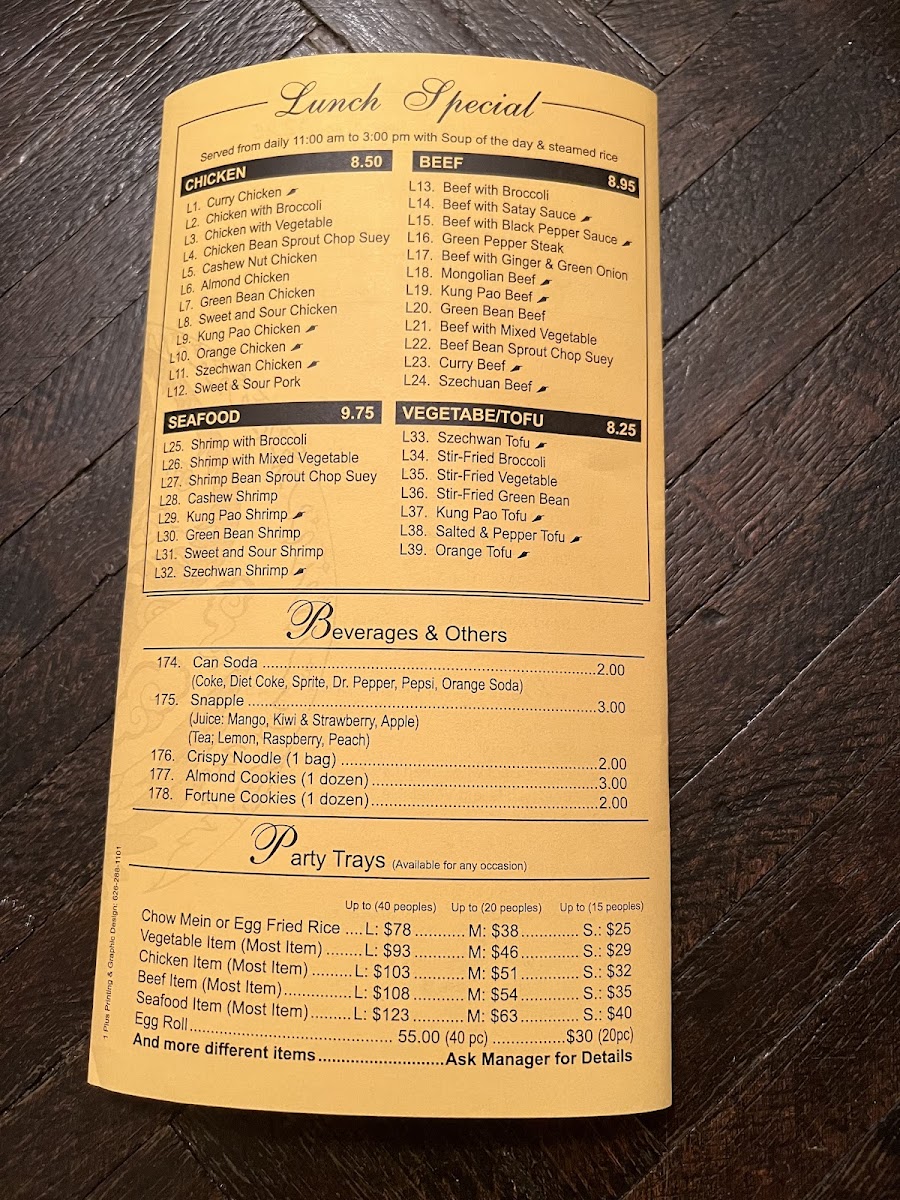 Lunch Special
Served from daily 11:00 am to 3:00 pm with Soup of the day & steamed rice
CHICKEN 8.50
L1. Curry Chicken
L2. Chicken with Broccoli
L3. Chicken with Vegetable
L4. Chicken Bean Sprout Chop Suey
L5. Cashew Nut Chicken
L6. Almond Chicken
L7. Green Bean Chicken
L8. Sweet and Sour Chicken
L9. Kung Pao Chicken
L10. Orange Chicken
L11. Szechwan Chicken
L12. Sweet & Sour Pork
BEEF 8.95
L13. Beef with Broccoli
L14. Beef with Satay Sauce
L15. Beef with Black Pepper Sauce
L16. Green Pepper Steak
L17. Beef with Ginger & Green Onion
L18. Mongolian Beef
L19. Kung Pao Beef
L20. Green Bean Beef
L21. Beef with Mixed Vegetable
L22. Beef Bean Sprout Chop Suey
L23. Curry Beef
L24. Szechuan Beef
SEAFOOD 9.75
L25. Shrimp with Broccoli
L26. Shrimp with Mixed Vegetable
L27. Shrimp Bean Sprout Chop Suey
L28. Cashew Shrimp
L29. Kung Pao Shrimp
L30. Green Bean Shrimp
L31. Sweet and Sour Shrimp
L32. Szechwan Shrimp
VEGETABE/TOFU 8.25
L33. Szechwan Tofu
L34. Stir-Fried Broccoli
L35. Stir-Fried Vegetable
L36. Stir-Fried Green Bean
L37. Kung Pao Tofu
L38. Salted & Pepper Tofu
L39. Orange Tofu
Beverages & Others
174. Can Soda ........ 2.00
(Coke, Diet Coke, Sprite, Dr. Pepper, Pepsi, Orange Soda)
175. Snapple ........ 3.00
(Juice: Mango, Kiwi & Strawberry, Apple)
(Tea; Lemon, Raspberry, Peach)
176. Crispy Noodle (1 bag) ........ 2.00
177. Almond Cookies (1 dozen) ........ 3.00
178. Fortune Cookies (1 dozen) ........ 2.00
Party Trays (Available for any occasion)
Up to (40 peoples) Up to (20 peoples) Up to (15 peoples)
Chow Mein or Egg Fried Rice ....L: $78 ........ M: $38 ........ S.: $25
Vegetable Item (Most Item) ........ L: $93 ........ M: $46 ........ S.: $29
Chicken Item (Most Item) ........ L: $103 ........ M: $51 ........ S.: $32
Beef Item (Most Item) ........ L: $108 ........ M: $54 ........ S.: $35
Seafood Item (Most Item) ........ L: $123 ........ M: $63 ........ S.: $40
Egg Roll ........ 55.00 (40 pc) ........ $30 (20pc)
And more different items ........ Ask Manager for Details
1 Plus Printing & Graphic Design: 626-288-1101